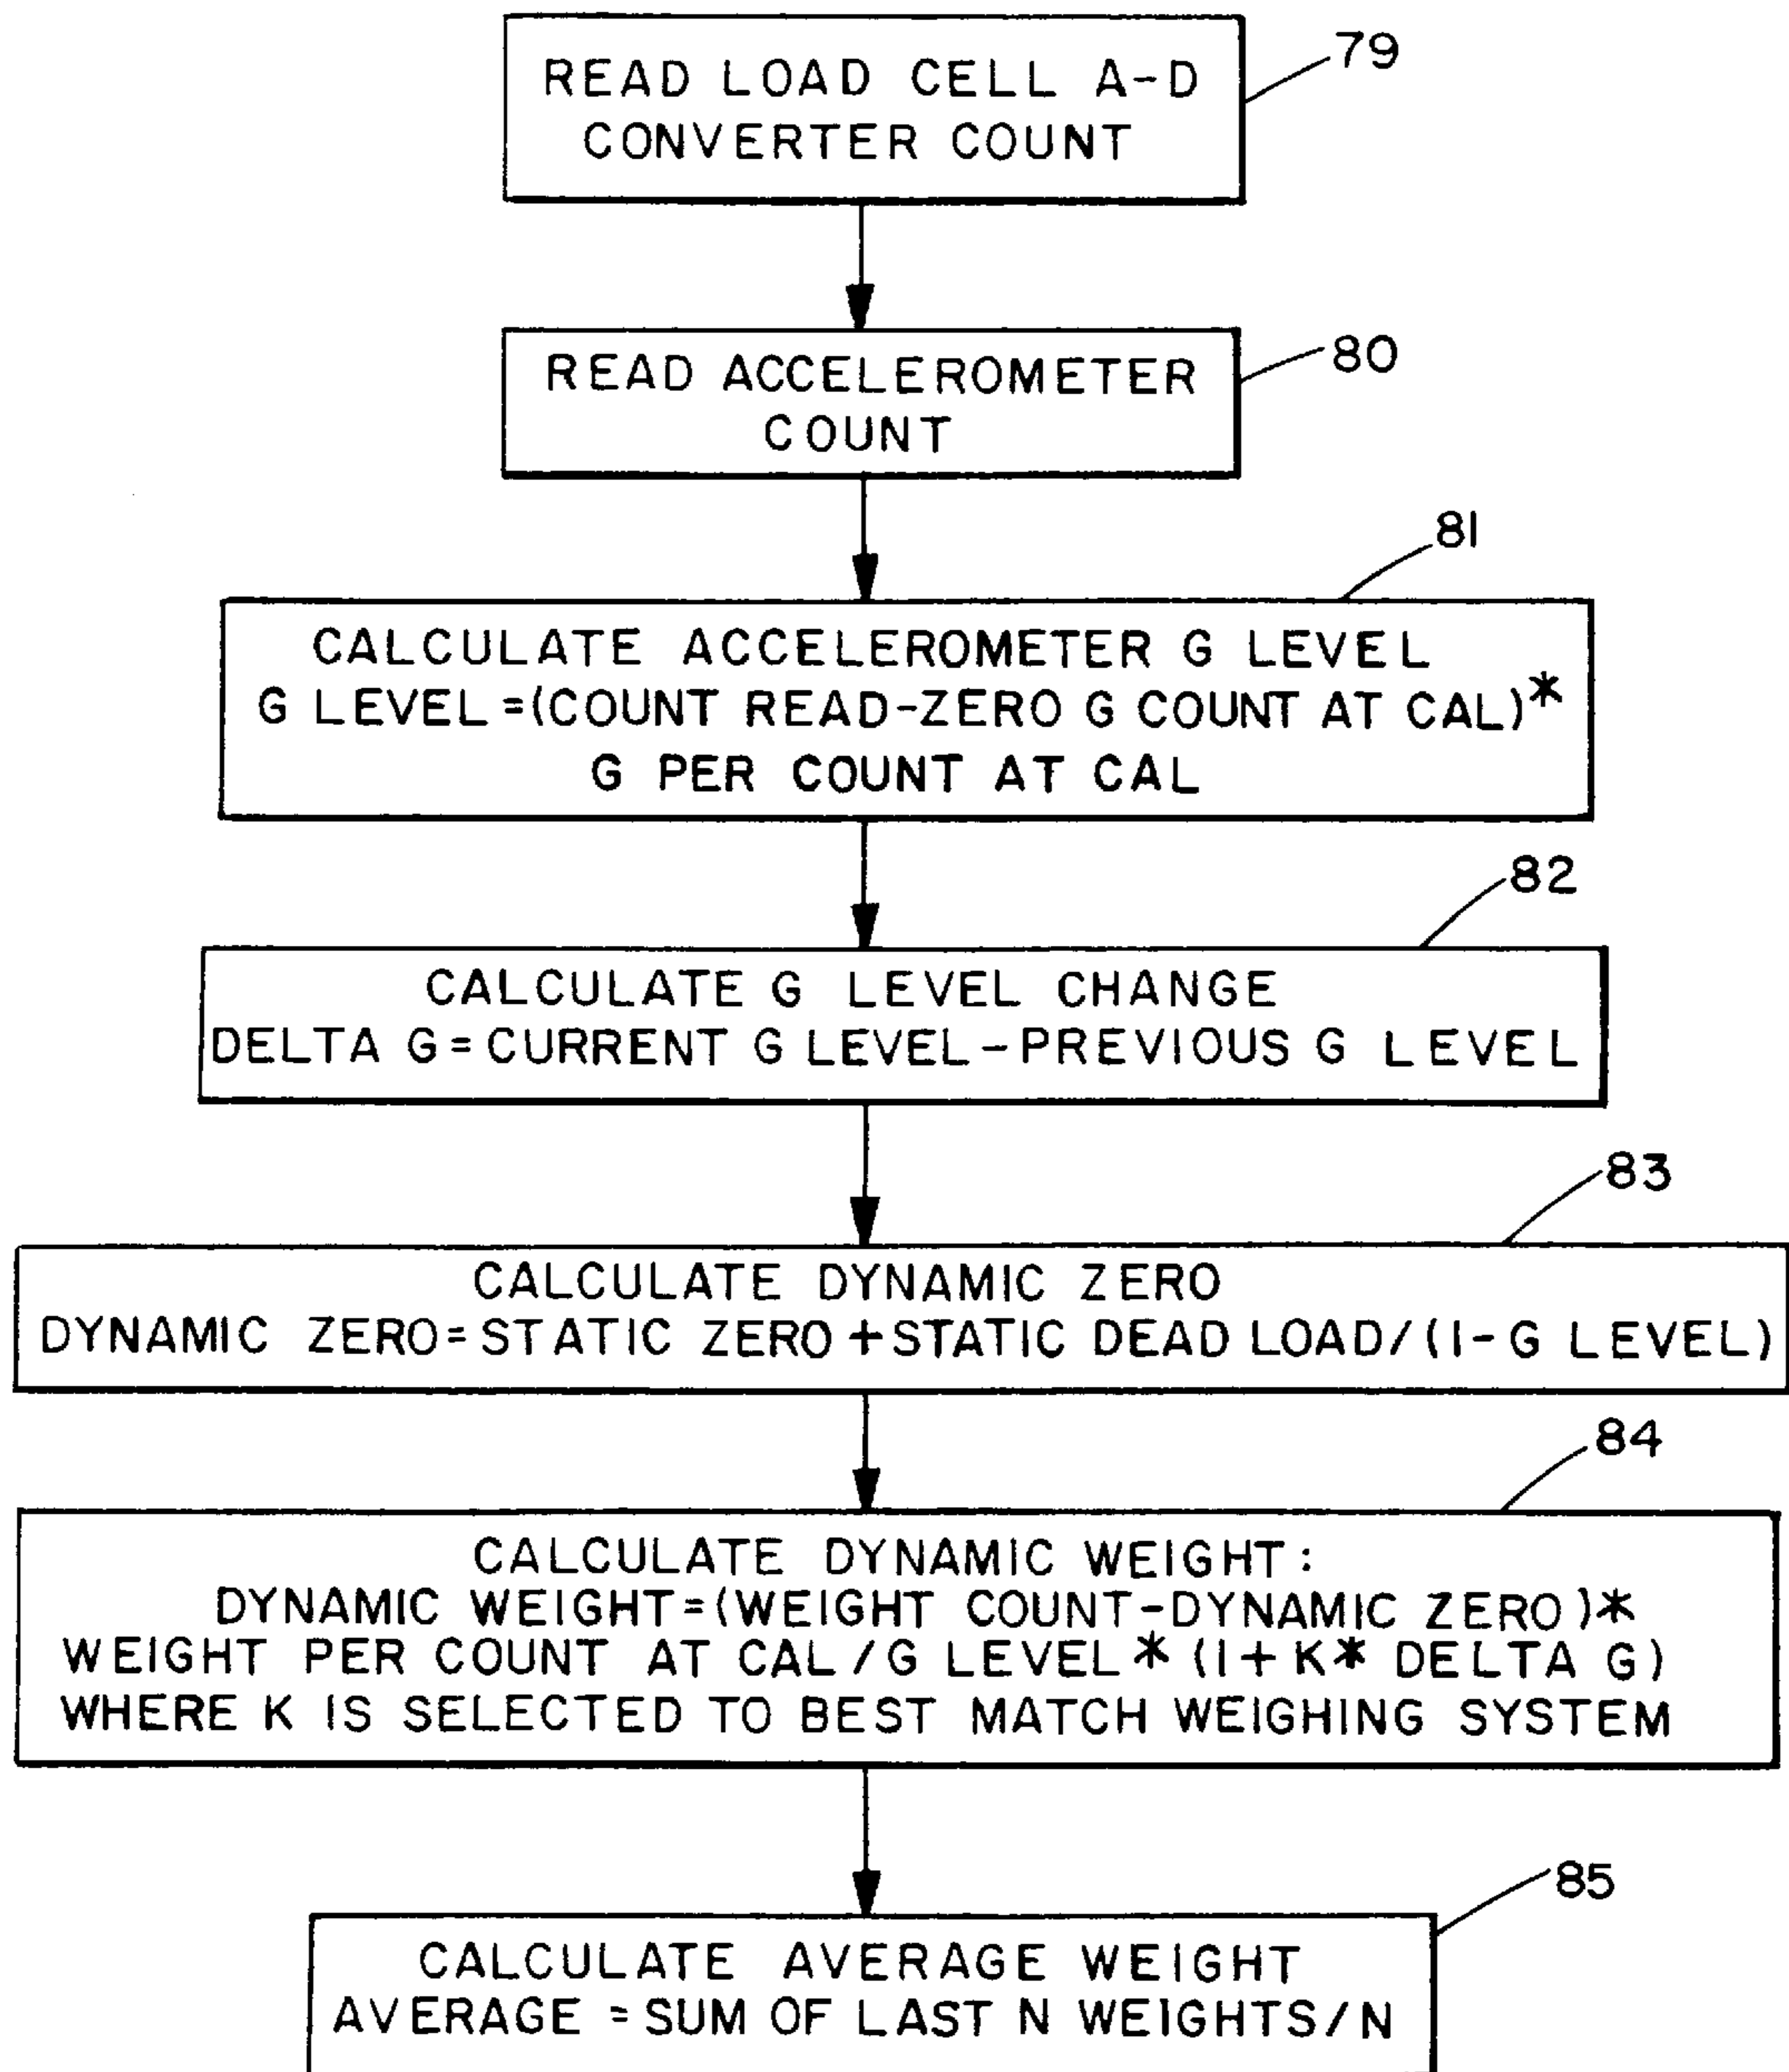 READ LOAD CELL A-D
CONVERTER COUNT
79
READ ACCELEROMETER
COUNT
80
81
CALCULATE ACCELEROMETER G LEVEL
G LEVEL=(COUNT READ-ZERO G COUNT AT CAL)*
G PER COUNT AT CAL
82
CALCULATE G LEVEL CHANGE
DELTA G=CURRENT G LEVEL-PREVIOUS G LEVEL
83
CALCULATE DYNAMIC ZERO
DYNAMIC ZERO=STATIC ZERO+STATIC DEAD LOAD/(1-G LEVEL)
84
CALCULATE DYNAMIC WEIGHT:
DYNAMIC WEIGHT=(WEIGHT COUNT-DYNAMIC ZERO)*
WEIGHT PER COUNT AT CAL/G LEVEL*(1+K* DELTA G)
WHERE K IS SELECTED TO BEST MATCH WEIGHING SYSTEM
85
CALCULATE AVERAGE WEIGHT
AVERAGE =SUM OF LAST N WEIGHTS/N